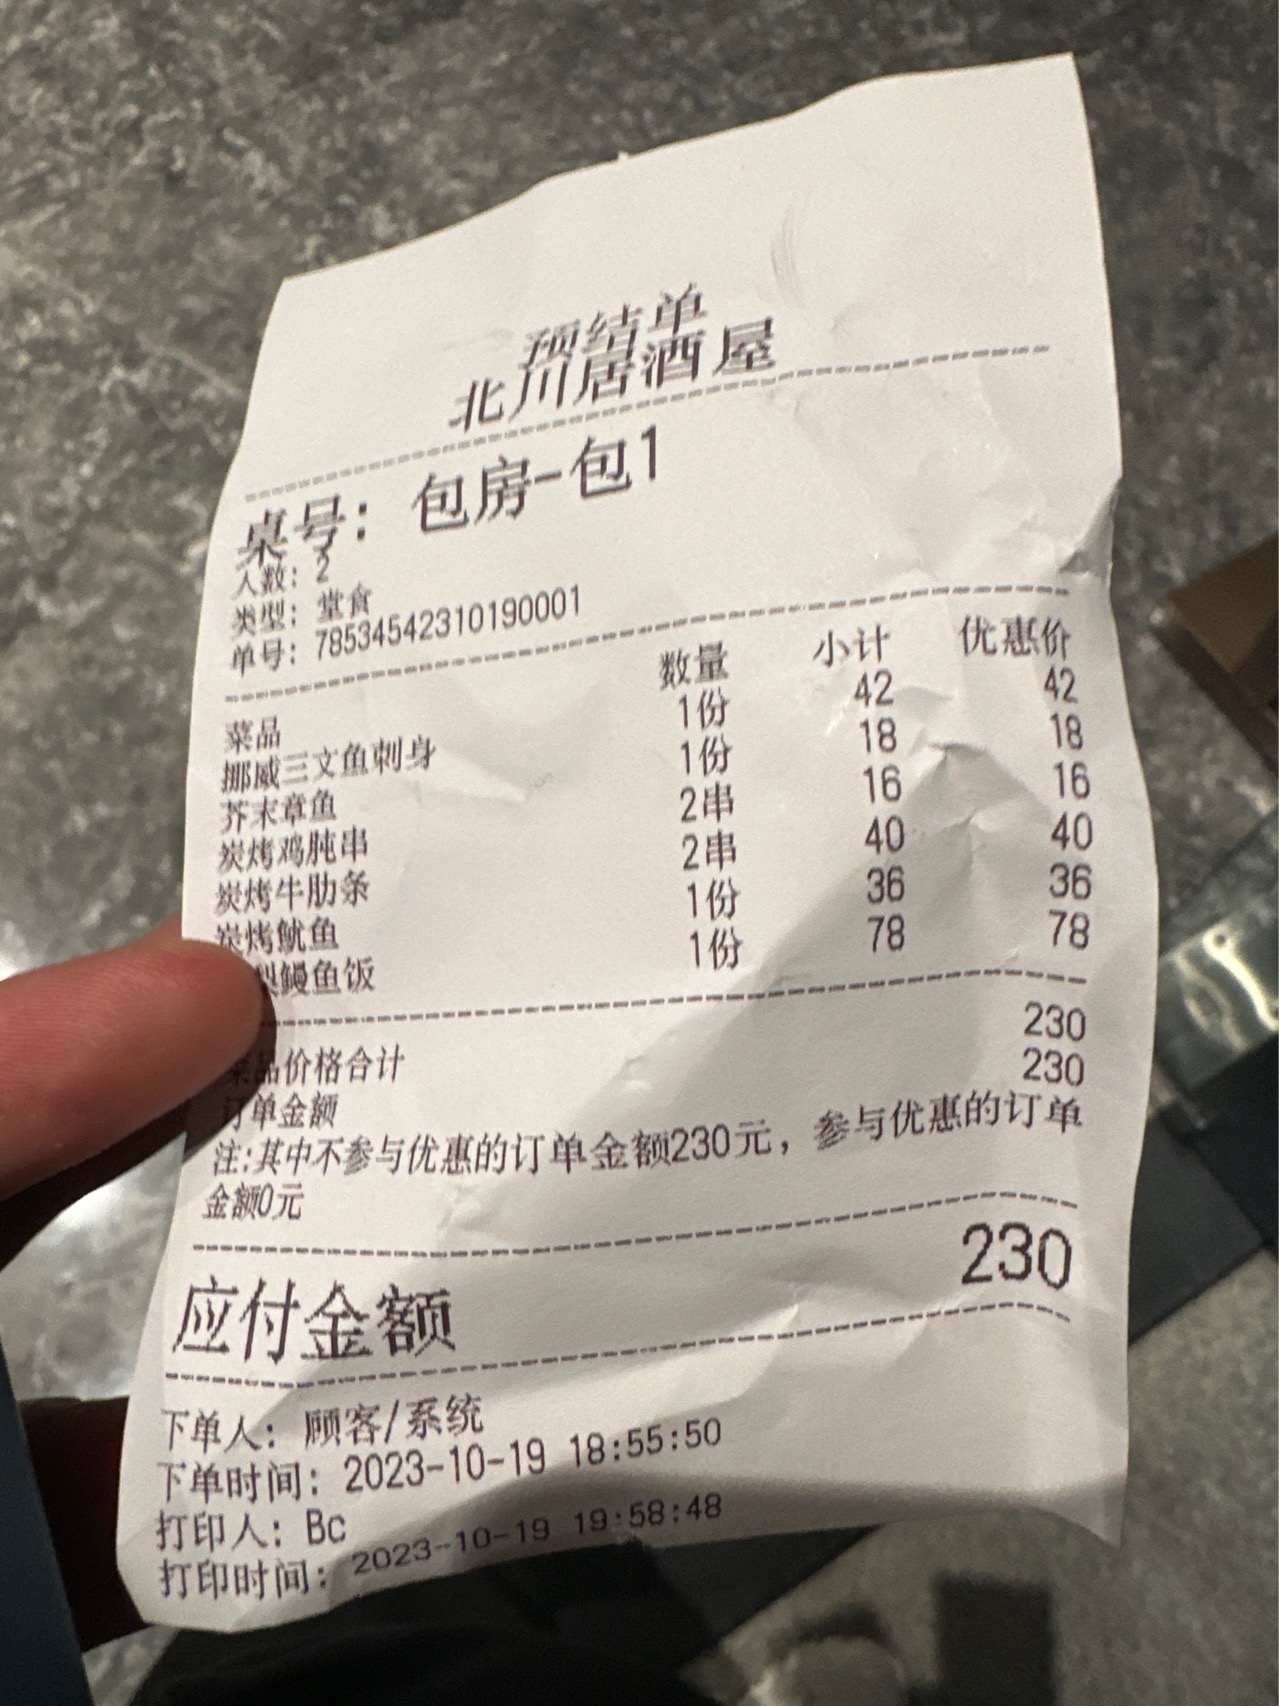 预结单
北川居酒屋
桌号：包房-包1
人数：2
类型：堂食
单号：78534542310190001
菜品 数量 小计 优惠价
挪威三文鱼刺身 1份 42 42
芥末章鱼 1份 18 18
炭烤鸡肫串 2串 16 16
炭烤牛肋条 2串 40 40
炭烤鱿鱼 1份 36 36
鳗鱼饭 1份 78 78
菜品价格合计 230
订单金额 230
注:其中不参与优惠的订单金额230元，参与优惠的订单
金额0元
应付金额 230
下单人：顾客/系统
下单时间：2023-10-19 18:55:50
打印人：Bc
打印时间：2023-10-19 19:58:48